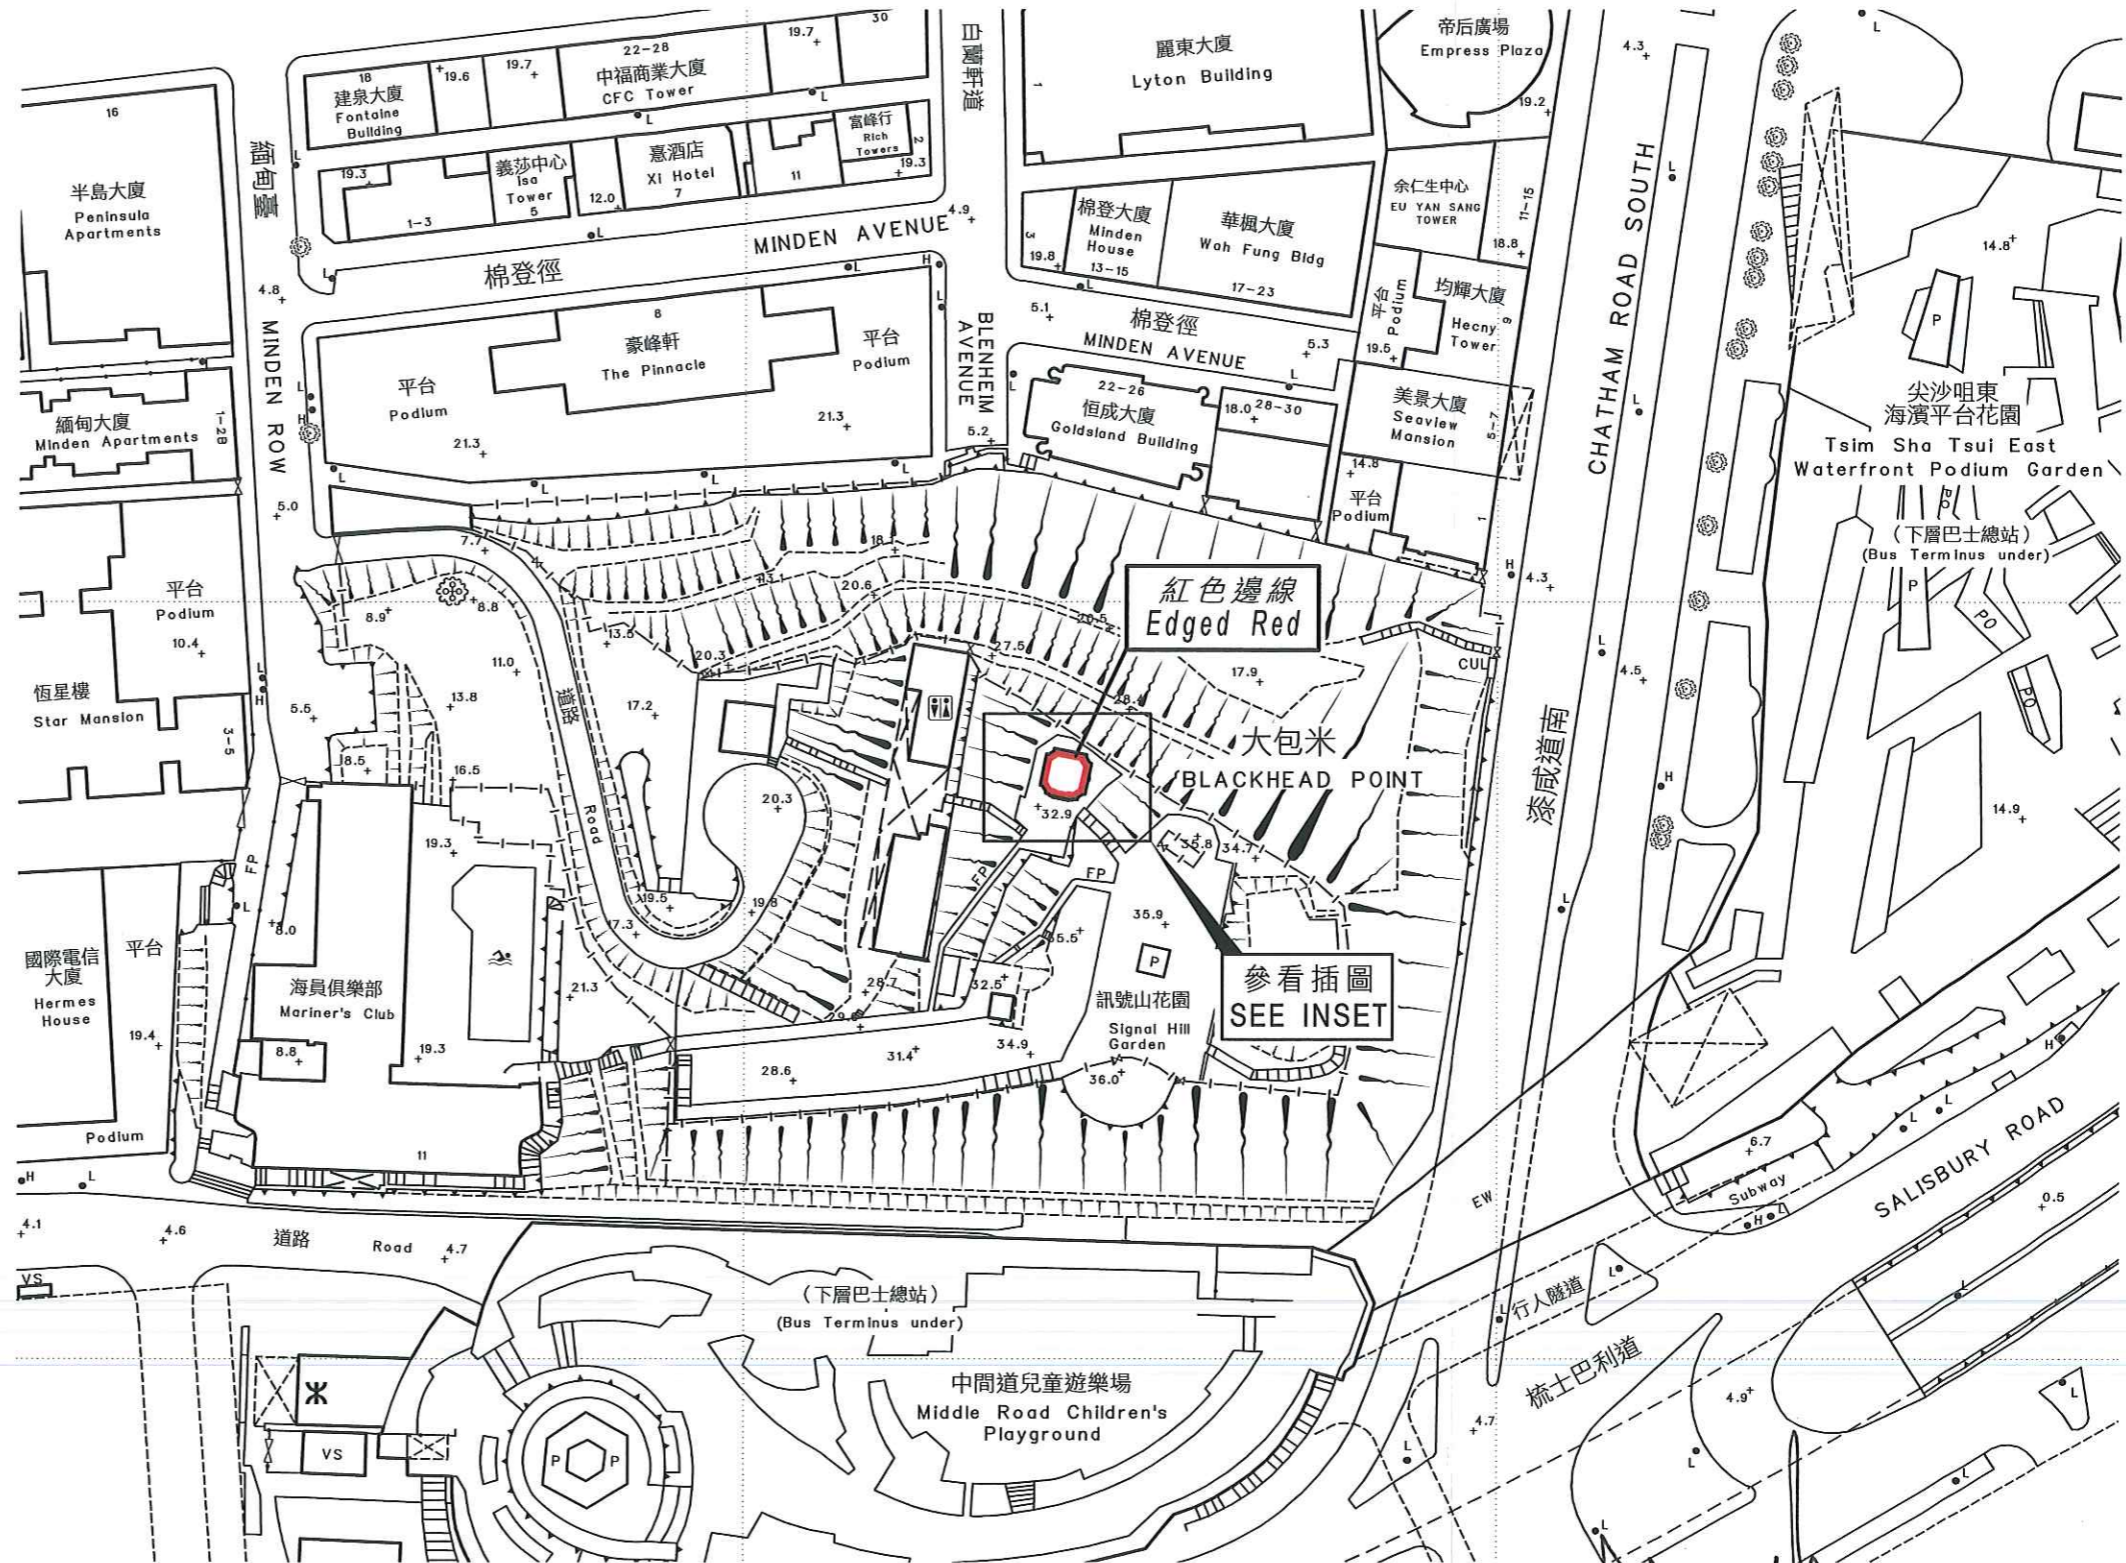 30
19.7
22-28
中福商業大廈
CFC Tower
19.7
19.6
18
建泉大廈
Fontaine
Building
16
半島大廈
Peninsula
Apartments
緬甸臺
19.3
1-3
義莎中心
Isa
Tower
5
12.0
憙酒店
Xi Hotel
7
11
富峰行
Rich
Towers
2
19.3
白蘭軒道
4.9
MINDEN AVENUE
棉登徑
麗東大廈
Lyton Building
1
帝后廣場
Empress Plaza
19.2
4.3
余仁生中心
EU YAN SANG
TOWER
11-15
18.8
3
19.8
棉登大廈
Minden
House
13-15
華楓大廈
Wah Fung Bldg
17-23
平台
Podium
均輝大廈
Hecny
Tower
9
19.5
CHATHAM ROAD SOUTH
14.8
P
尖沙咀東
海濱平台花園
Tsim Sha Tsui East
Waterfront Podium Garden
(下層巴士總站)
(Bus Terminus under)
P
PO
PO
PO
4.8
MINDEN ROW
8
豪峰軒
The Pinnacle
平台
Podium
21.3
平台
Podium
21.3
BLENHEIM
AVENUE
5.1
棉登徑
MINDEN AVENUE
5.3
5.2
22-26
恒成大廈
Goldsland Building
18.0
28-30
美景大廈
Seaview
Mansion
5-7
14.8
平台
Podium
1
緬甸大廈
Minden Apartments
1-2B
5.0
平台
Podium
10.4
恆星樓
Star Mansion
3-5
5.5
7.7
8.9
8.8
11.0
13.8
8.5
16.5
19.3
道路
Road
13.5
17.2
20.3
20.6
27.5
17.9
紅色邊線
Edged Red
CUL
H
4.3
4.5
大包米
BLACKHEAD POINT
漆咸道南
32.9
20.3
19.5
17.3
19.8
21.3
28.7
FP
FP
35.8
34.7
35.9
35.5
P
32.5
訊號山花園
Signal Hill
Garden
參看插圖
SEE INSET
14.9
FP
8.0
國際電信
大廈
Hermes
House
平台
19.4
Podium
海員俱樂部
Mariner's Club
8.8
19.3
11
28.6
31.4
34.9
36.0
EW
6.7
Subway
SALISBURY ROAD
0.5
4.1
4.6
道路
Road
4.7
VS
(下層巴士總站)
(Bus Terminus under)
中間道兒童遊樂場
Middle Road Children's
Playground
行人隧道
梳士巴利道
4.9
4.7
VS
P
P